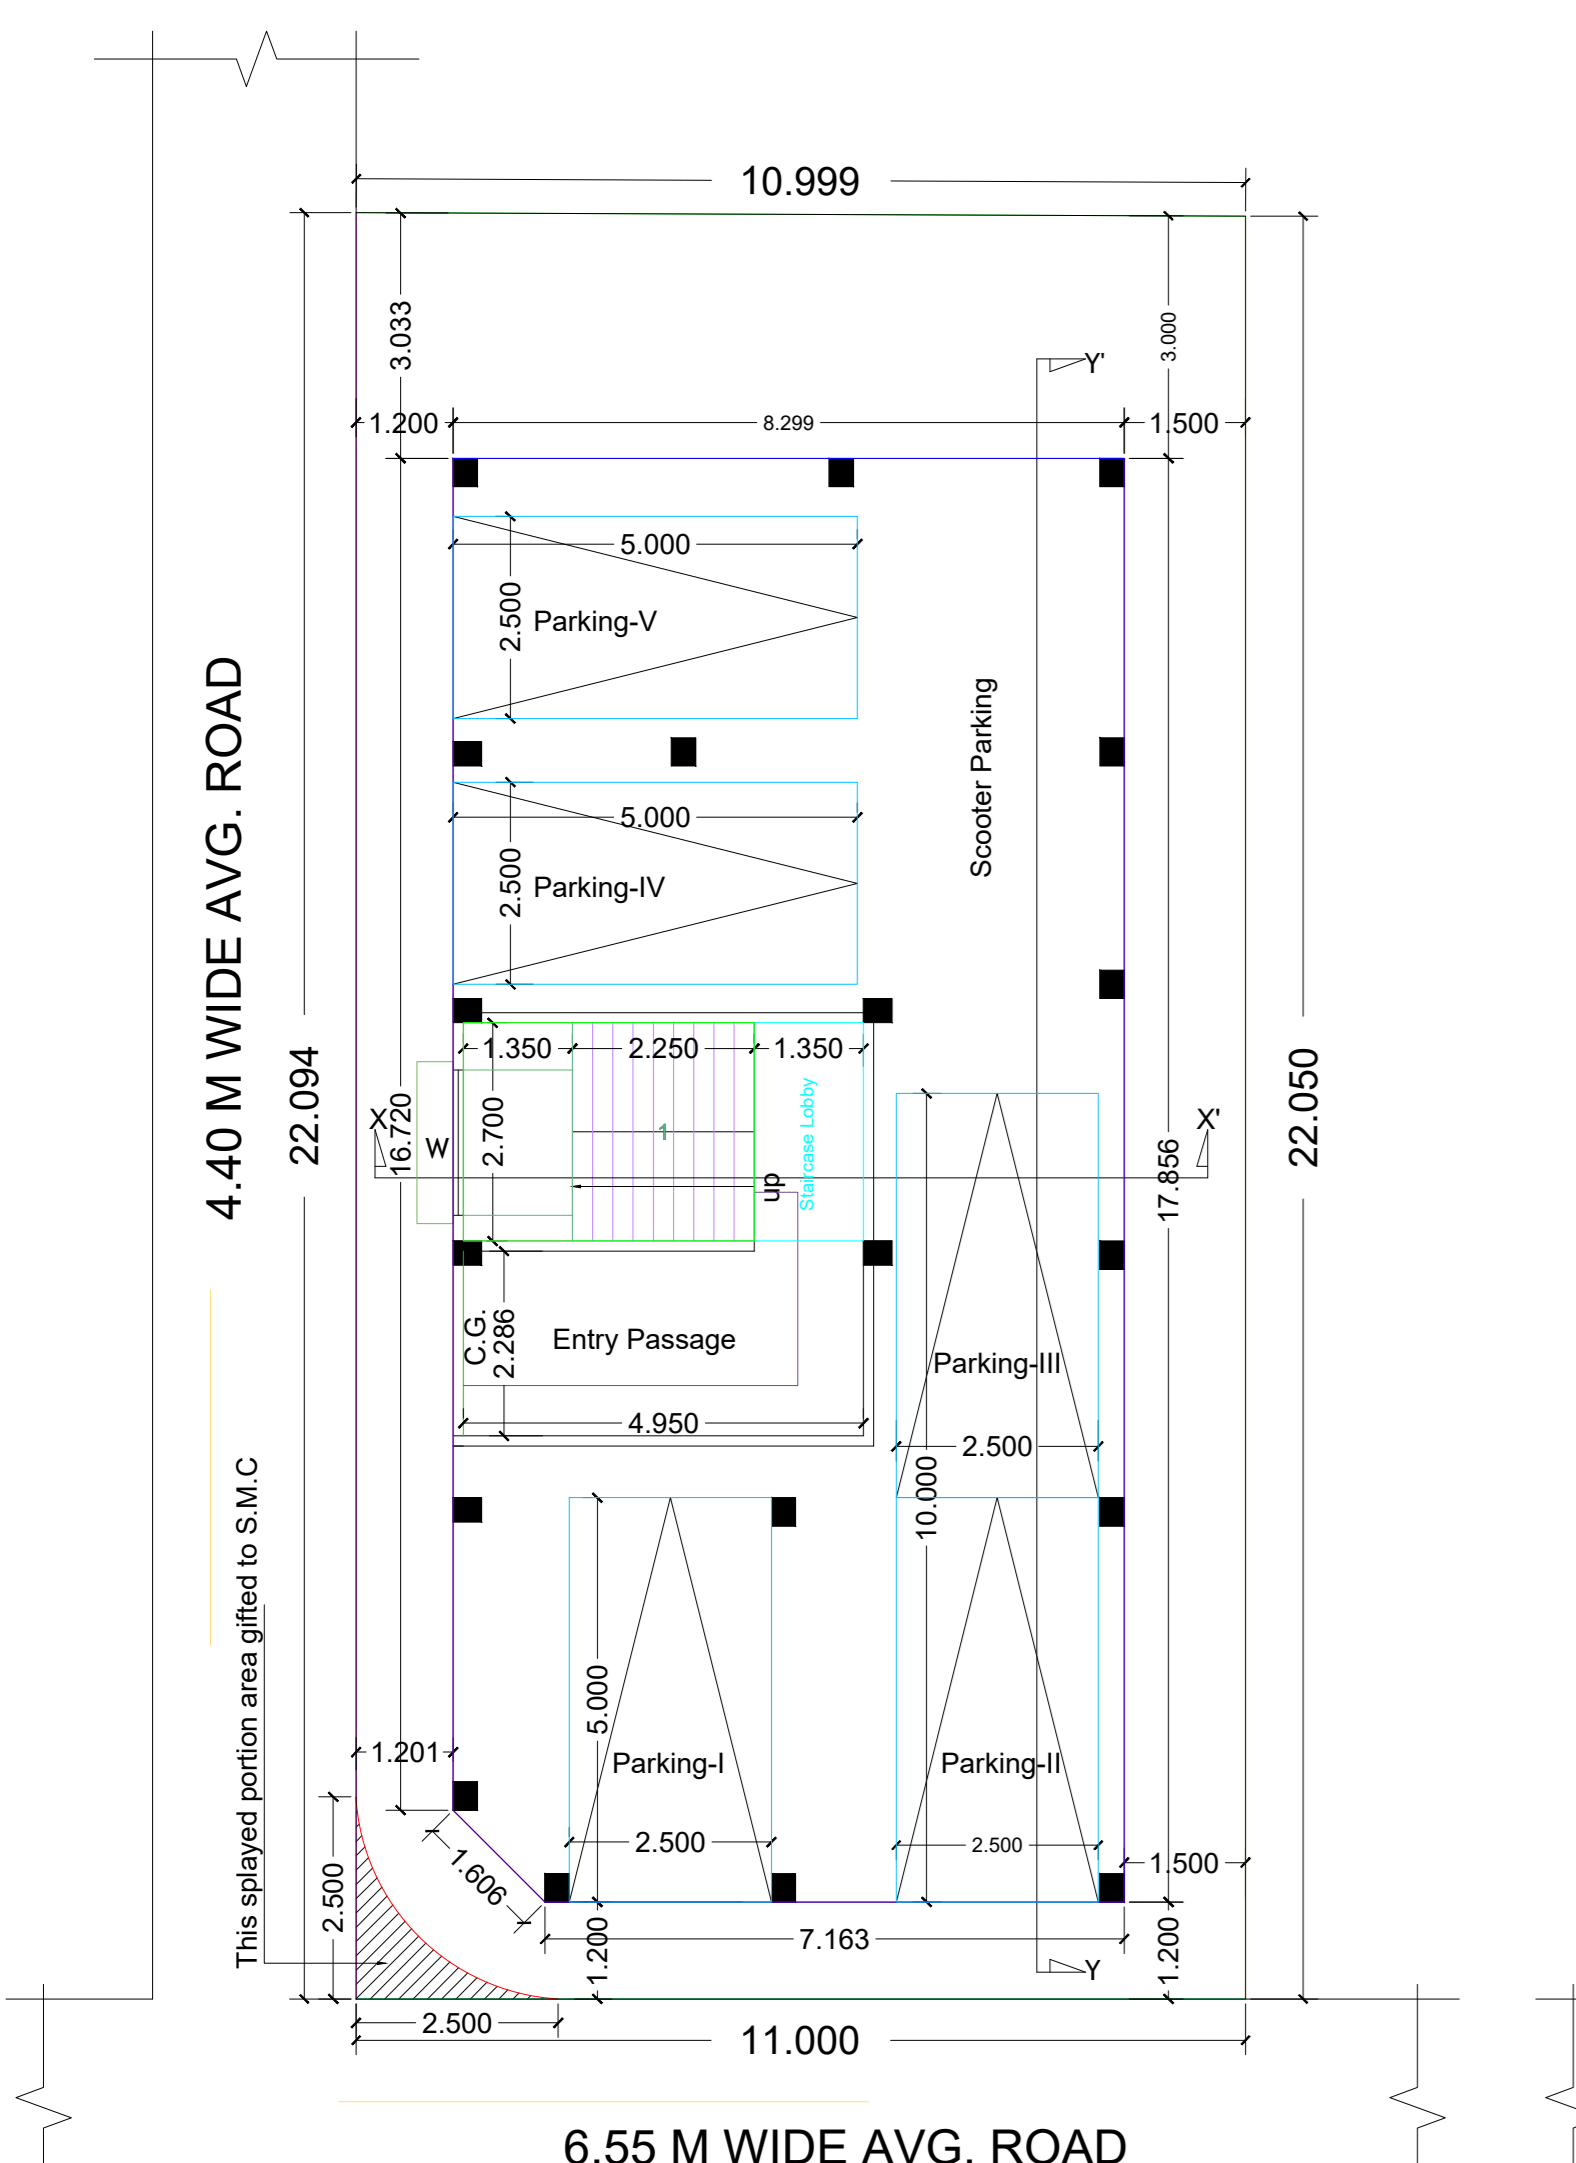 10.999
3.033
3.000
Y'
1.200
8.299
1.500
5.000
2.500
Parking-V
4.40 M WIDE AVG. ROAD
Scooter Parking
5.000
2.500
Parking-IV
22.094
1.350
2.250
1.350
22.050
X
16.720
W
2.700
1
up
Staircase Lobby
17.856
X'
C.G.
2.286
Entry Passage
Parking-III
4.950
2.500
10.000
This splayed portion area gifted to S.M.C
5.000
1.201
Parking-I
Parking-II
2.500
2.500
1.500
1.606
2.500
1.200
7.163
1.200
Y
2.500
11.000
6.55 M WIDE AVG. ROAD